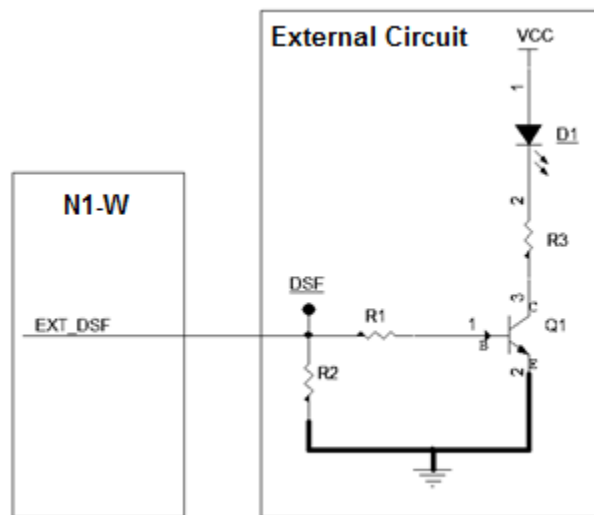 External Circuit
VCC
1
D1
N1-W
2
R3
DSF
3
C
EXT_DSF
R1
1
B
Q1
R2
2
E